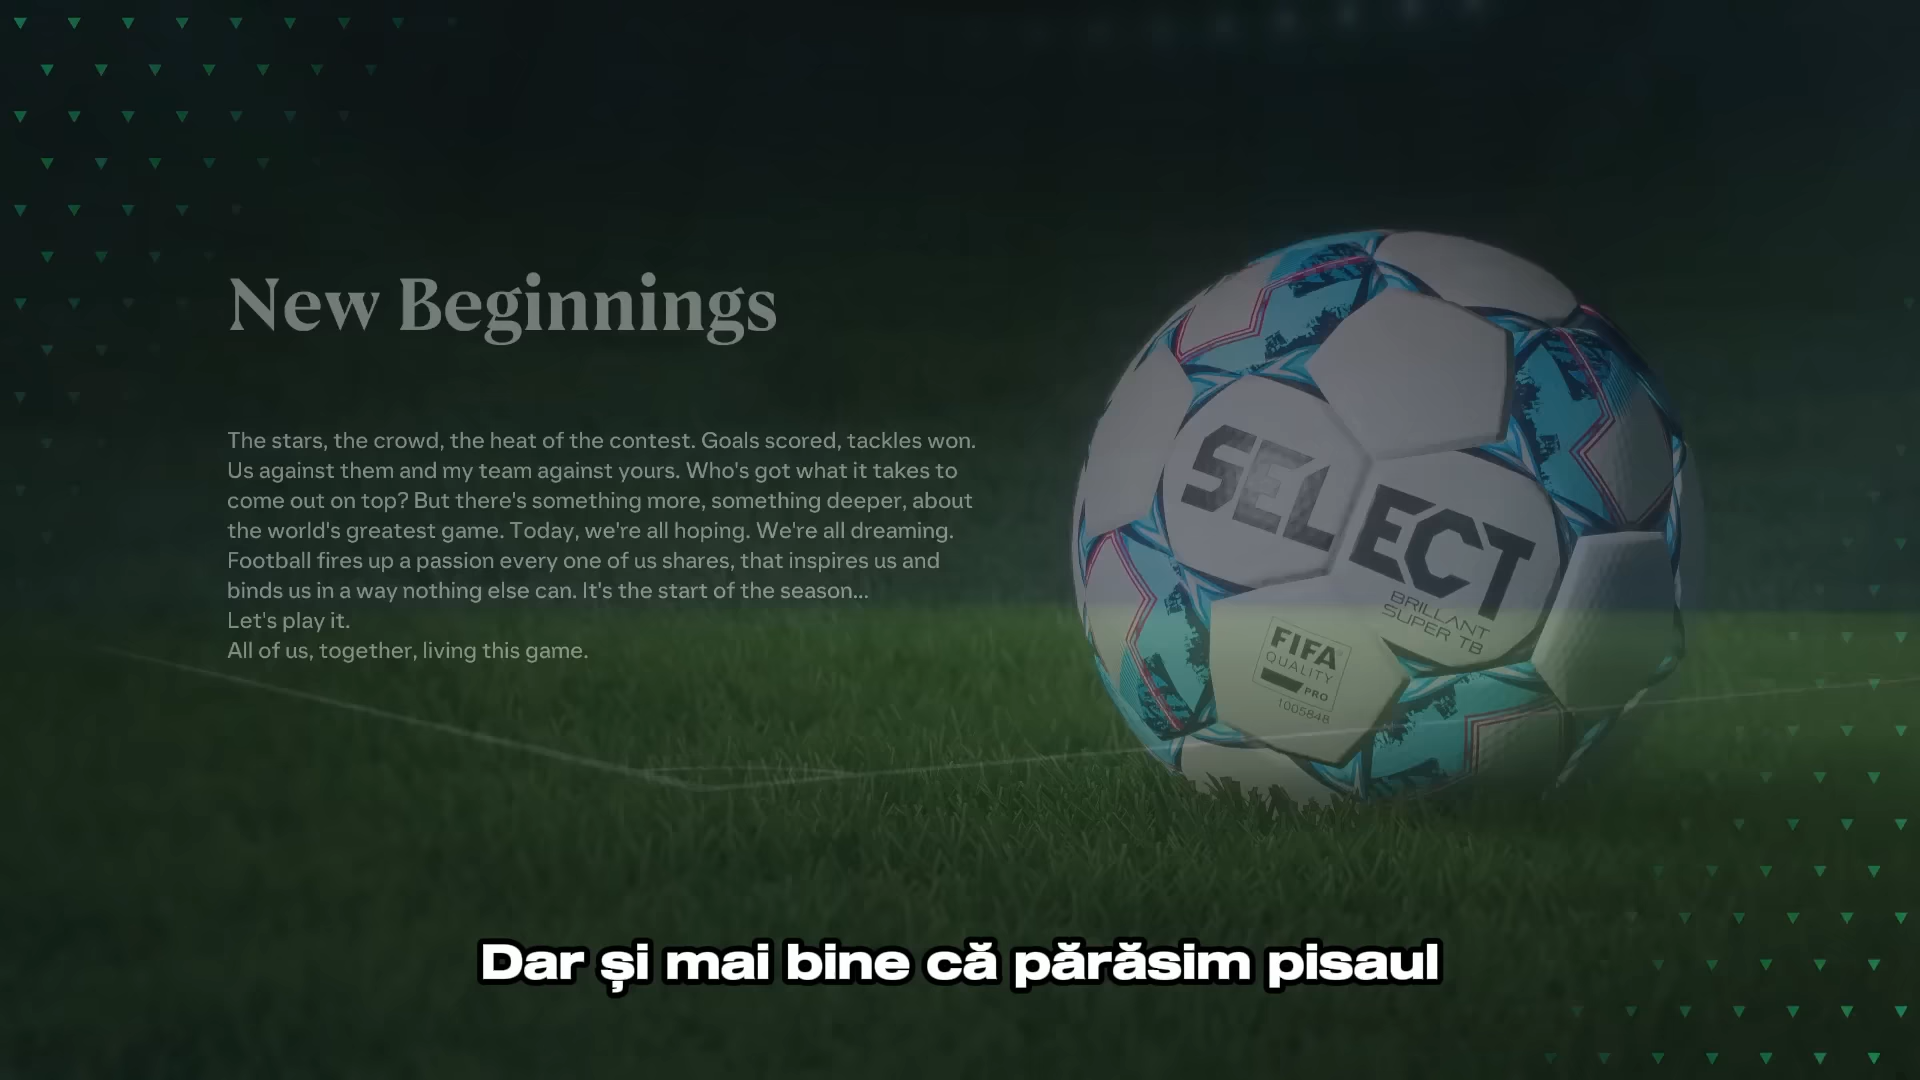 New Beginnings
The stars, the crowd, the heat of the contest. Goals scored, tackles won.
Us against them and my team against yours. Who's got what it takes to
come out on top? But there's something more, something deeper, about
the world's greatest game. Today, we're all hoping. We're all dreaming.
Football fires up a passion every one of us shares, that inspires us and
binds us in a way nothing else can. It's the start of the season...
Let's play it.
All of us, together, living this game.
SELECT
BRILLANT
SUPER TB
FIFA
QUALITY
PRO
1005848
Dar și mai bine că părăsim pisaul